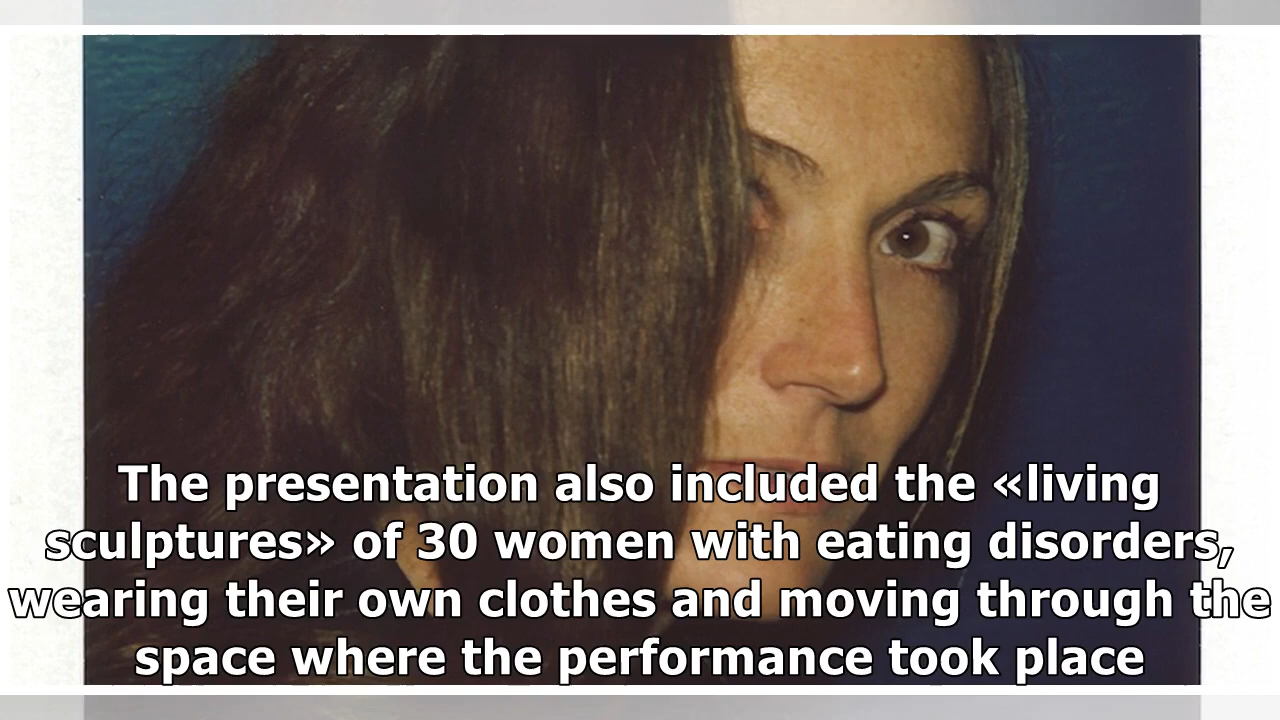 The presentation also included the «living
sculptures» of 30 women with eating disorders,
wearing their own clothes and moving through the
space where the performance took place